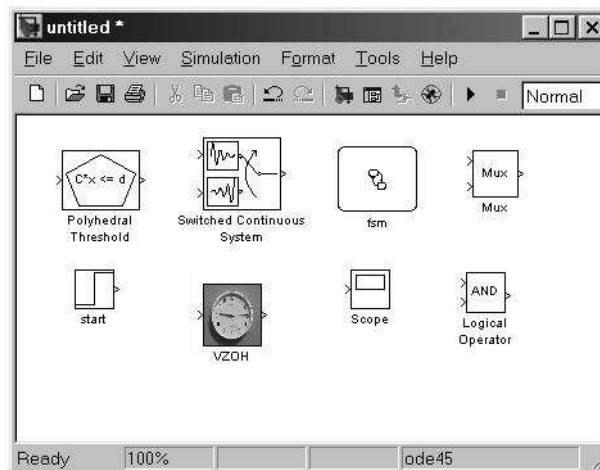 untitled *
File Edit View Simulation Format Tools Help
Normal
C*x <= d
Polyhedral
Threshold
Switched Continuous
System
fsm
Mux
Mux
start
VZOH
Scope
AND
Logical
Operator
Ready 100% ode45